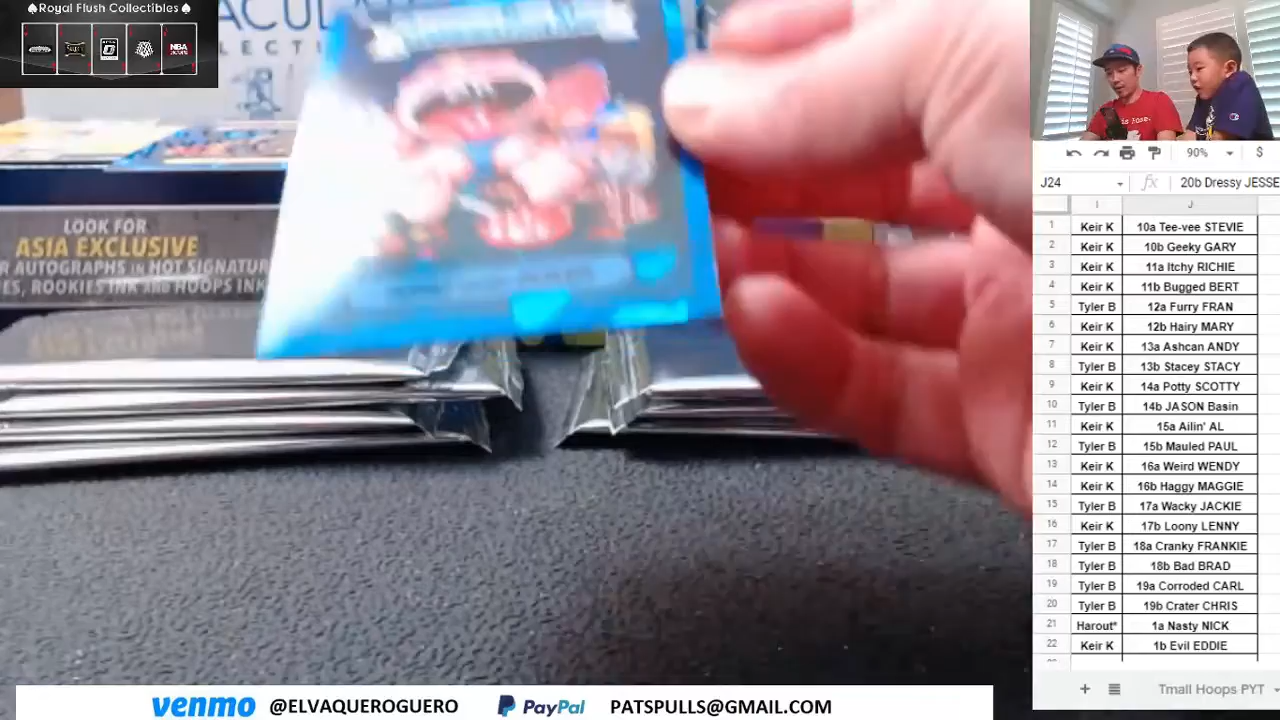 ♠Royal Flush Collectibles♠
NBA
ACULA
COLLECTI
LOOK FOR
ASIA EXCLUSIVE
R AUTOGRAPHS IN HOT SIGNATUR
ES, ROOKIES INK AND HOOPS INK
is Fose.
90%
$
J24
fx
20b Dressy JESSE
I
J
1 Keir K 10a Tee-vee STEVIE
2 Keir K 10b Geeky GARY
3 Keir K 11a Itchy RICHIE
4 Keir K 11b Bugged BERT
5 Tyler B 12a Furry FRAN
6 Keir K 12b Hairy MARY
7 Keir K 13a Ashcan ANDY
8 Tyler B 13b Stacey STACY
9 Keir K 14a Potty SCOTTY
10 Tyler B 14b JASON Basin
11 Keir K 15a Ailin' AL
12 Tyler B 15b Mauled PAUL
13 Keir K 16a Weird WENDY
14 Keir K 16b Haggy MAGGIE
15 Tyler B 17a Wacky JACKIE
16 Keir K 17b Loony LENNY
17 Tyler B 18a Cranky FRANKIE
18 Tyler B 18b Bad BRAD
19 Tyler B 19a Corroded CARL
20 Tyler B 19b Crater CHRIS
21 Harout* 1a Nasty NICK
22 Keir K 1b Evil EDDIE
Tmall Hoops PYT
venmo @ELVAQUEROGUERO PayPal PATSPULLS@GMAIL.COM